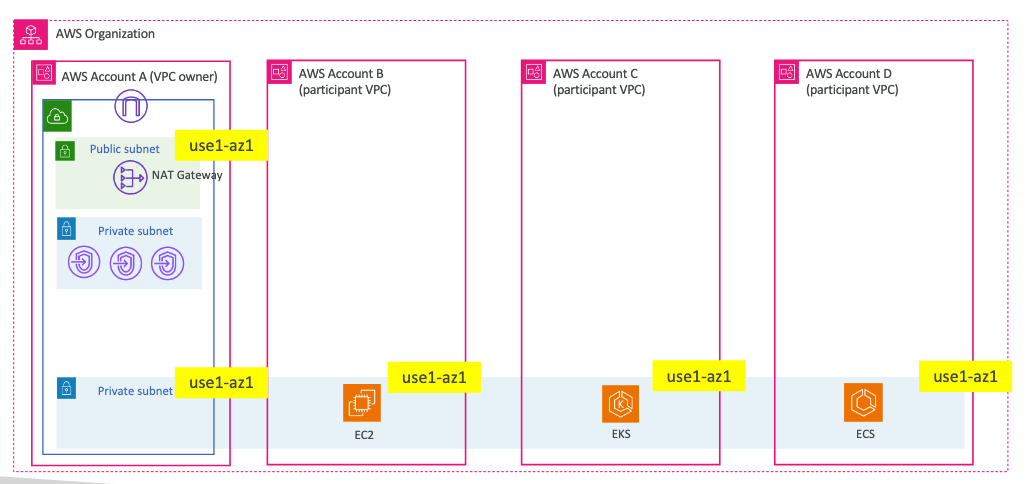 AWS Organization
AWS Account A (VPC owner)
AWS Account B
(participant VPC)
AWS Account C
(participant VPC)
AWS Account D
(participant VPC)
Public subnet
use1-az1
NAT Gateway
Private subnet
Private subnet
use1-az1
use1-az1
use1-az1
use1-az1
EC2
EKS
ECS